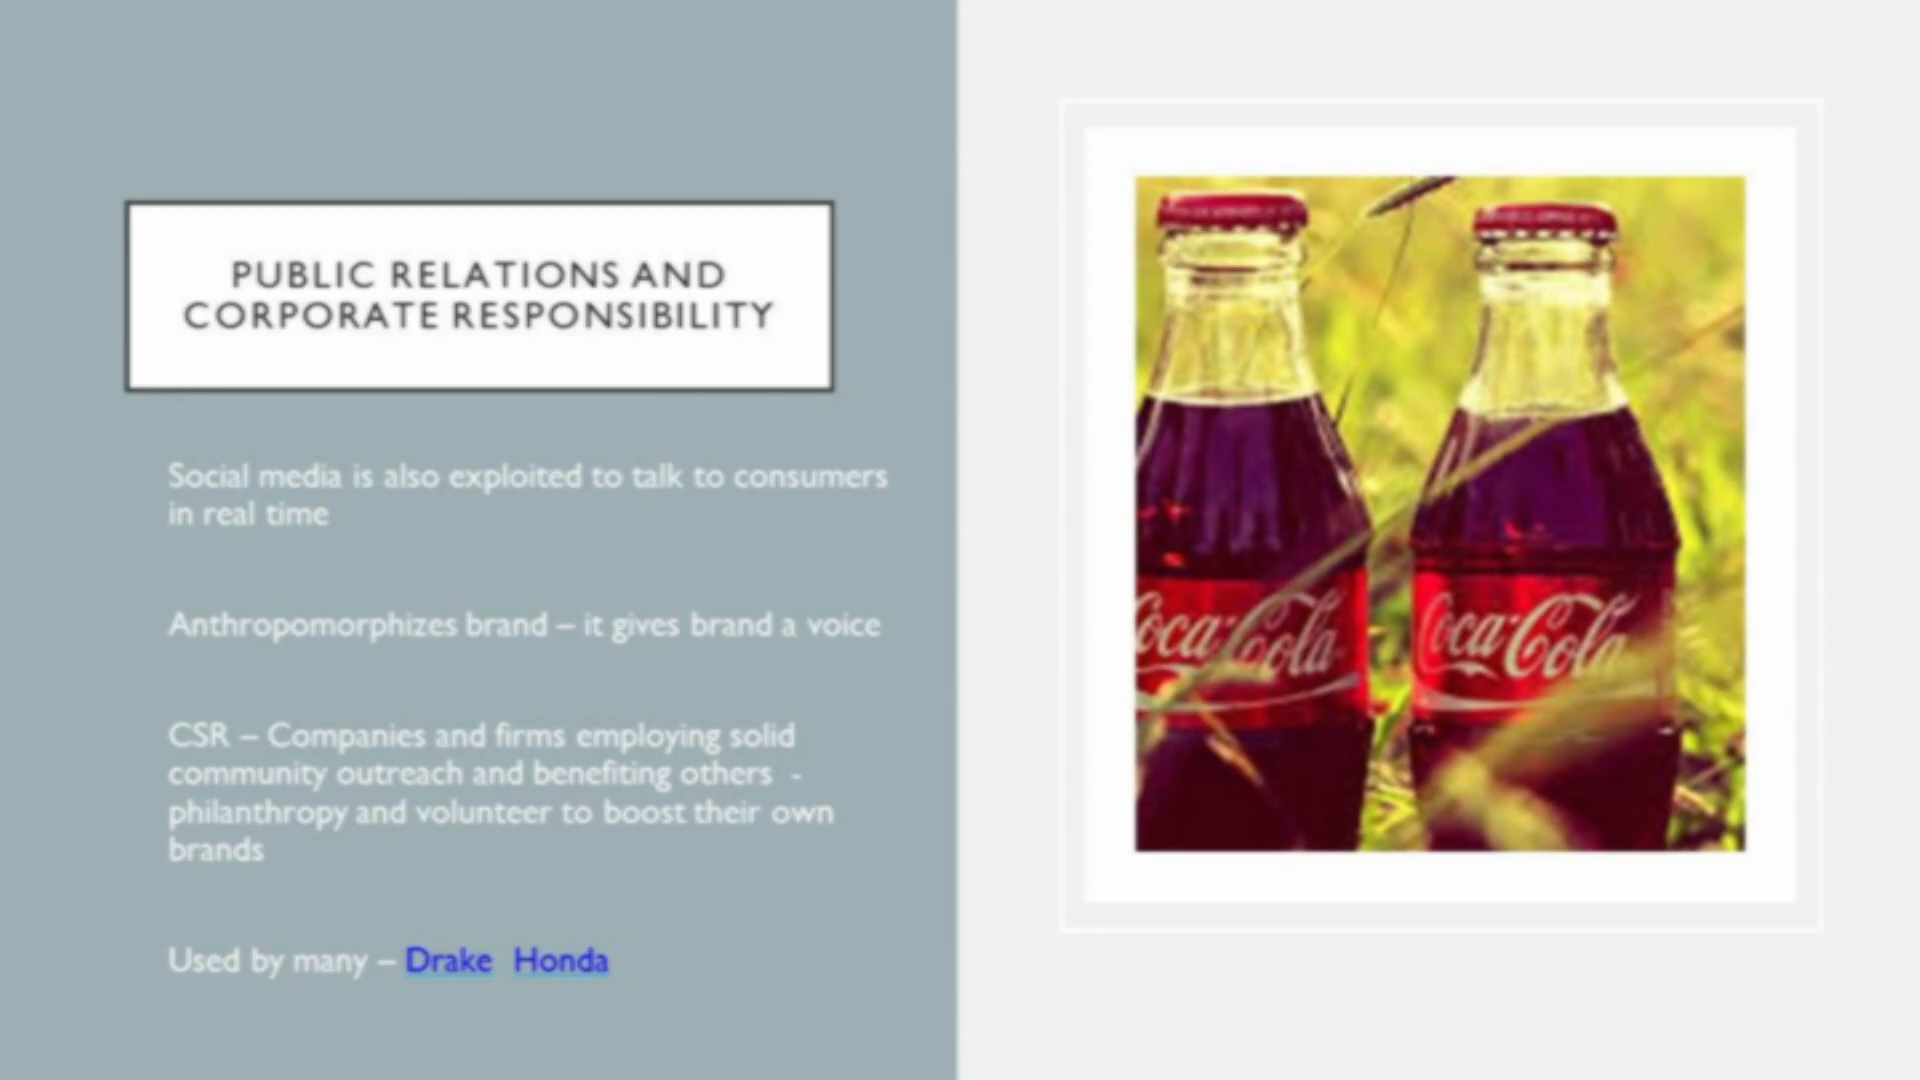 PUBLIC RELATIONS AND
CORPORATE RESPONSIBILITY
Social media is also exploited to talk to consumers
in real time
Anthropomorphizes brand – it gives brand a voice
CSR – Companies and firms employing solid
community outreach and benefiting others  -
philanthropy and volunteer to boost their own
brands
Used by many – Drake  Honda
Coca-Cola
Coca-Cola